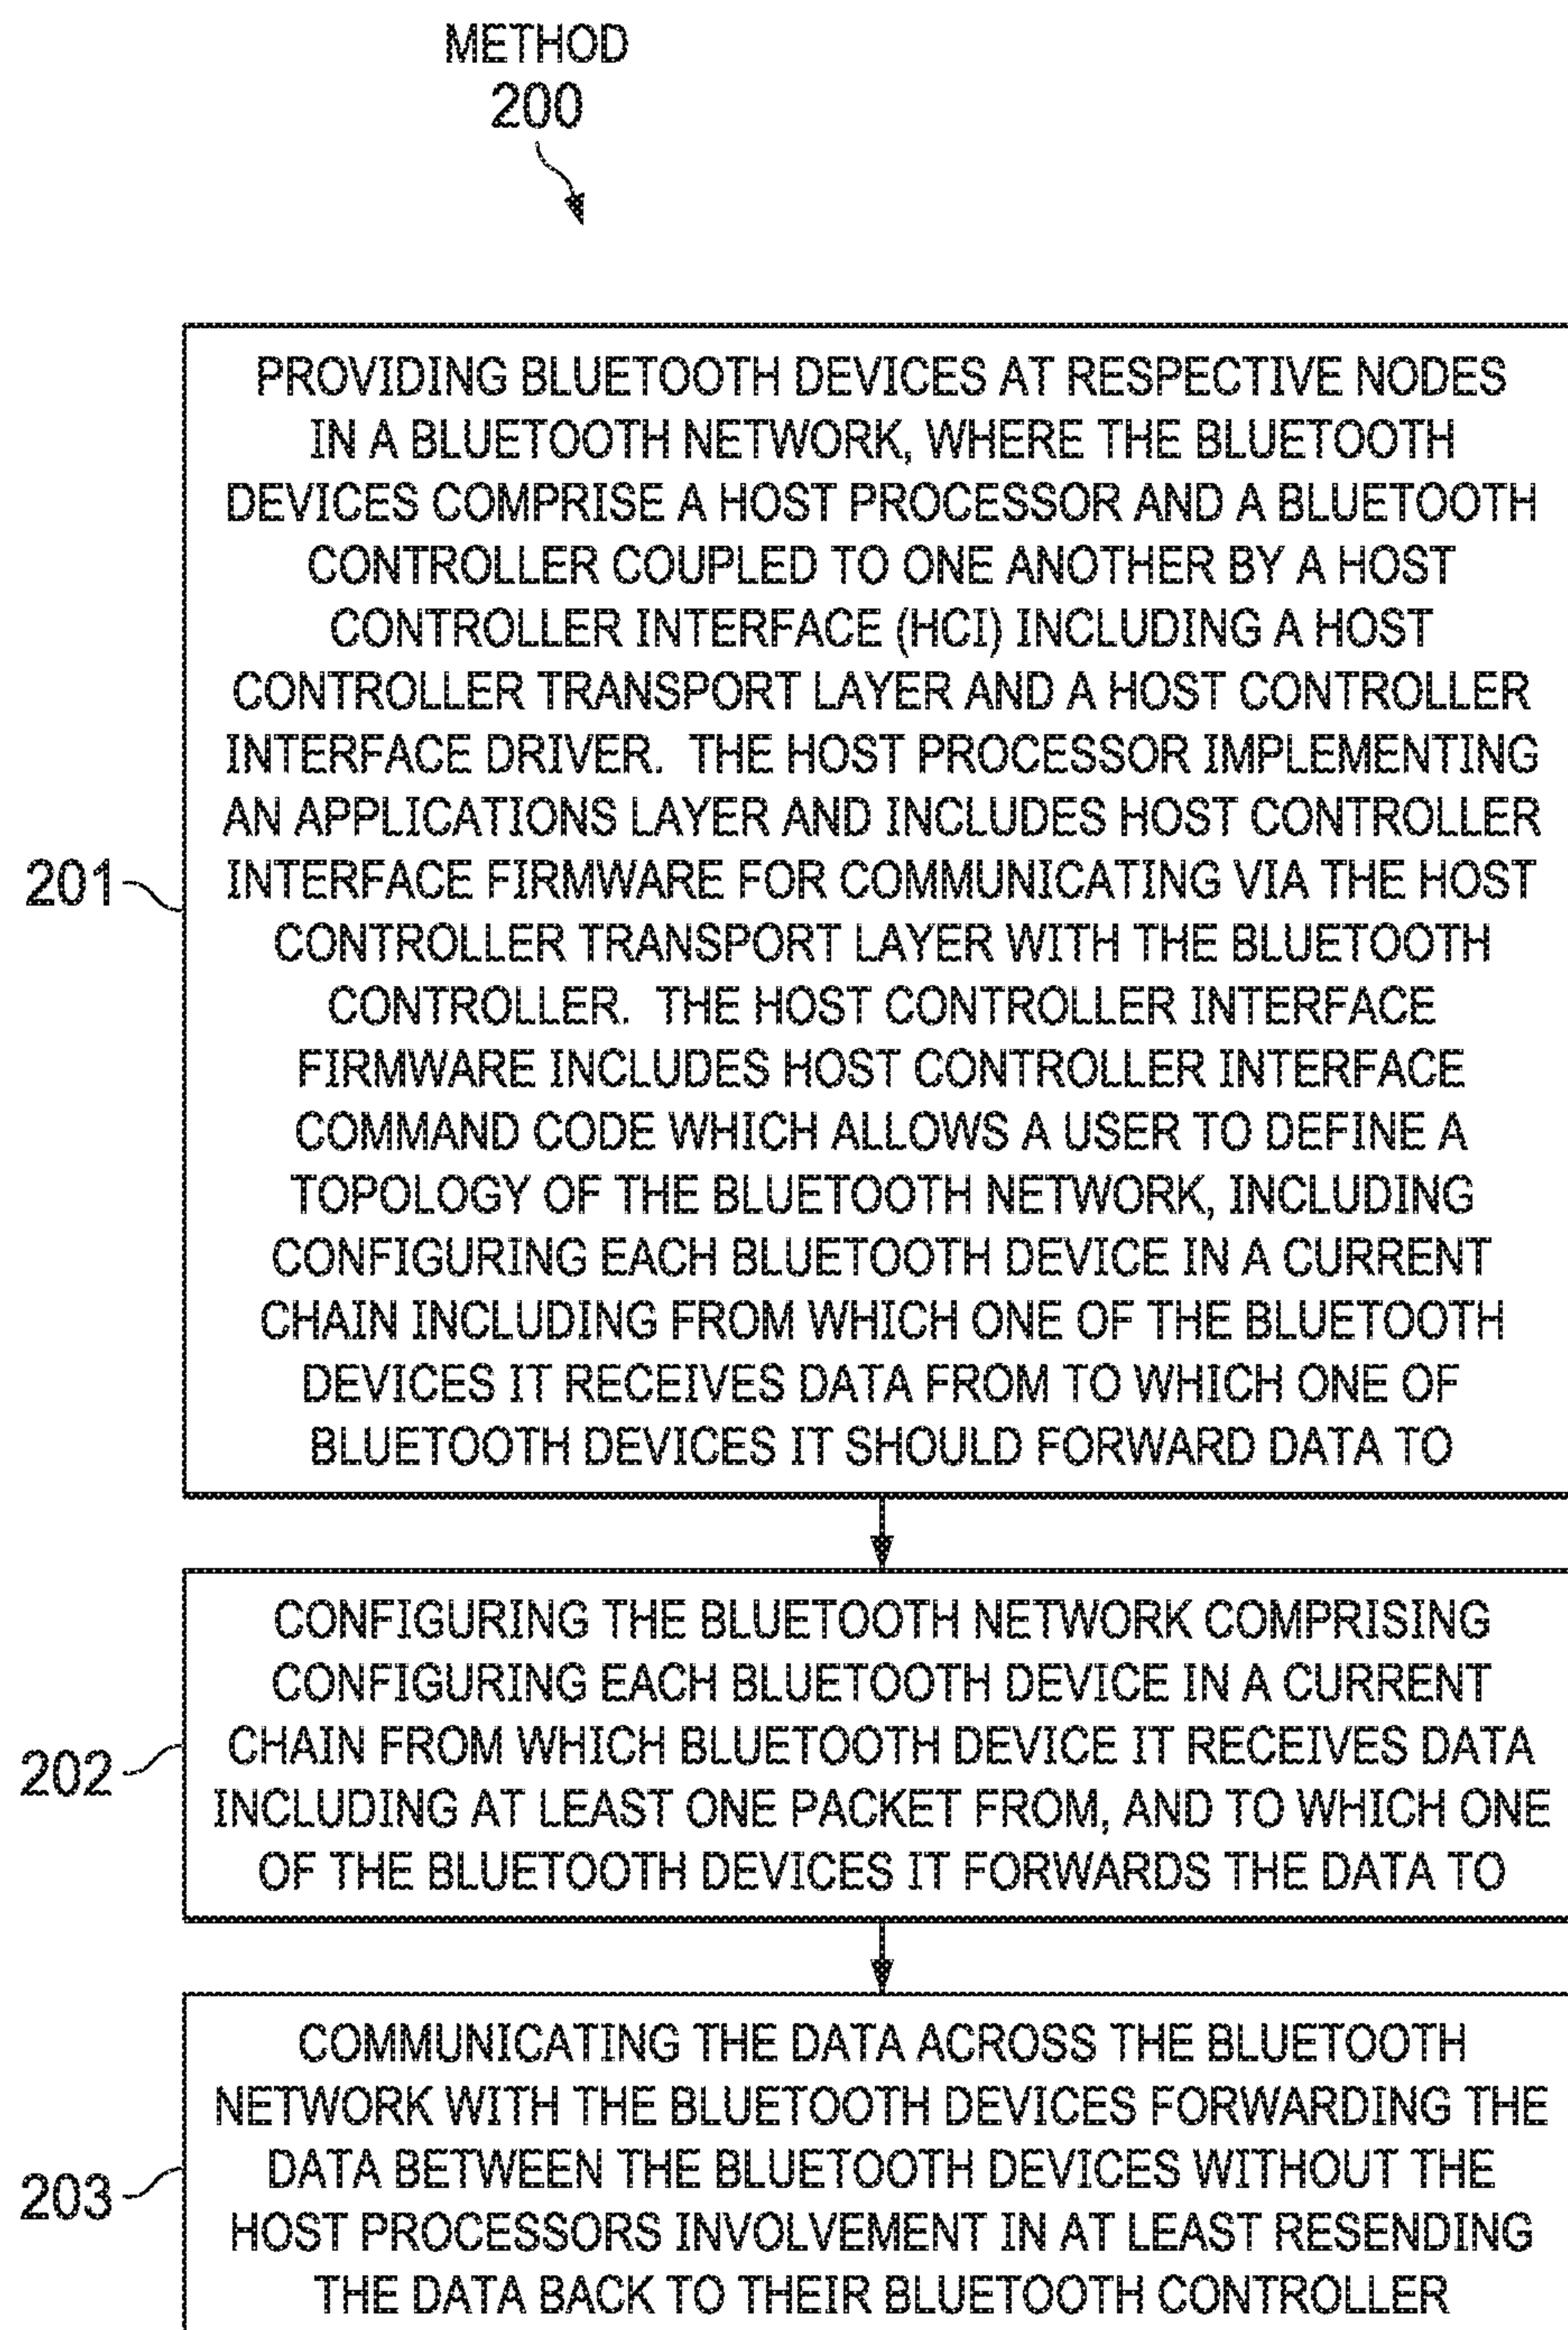 METHOD
200
PROVIDING BLUETOOTH DEVICES AT RESPECTIVE NODES
IN A BLUETOOTH NETWORK, WHERE THE BLUETOOTH
DEVICES COMPRISE A HOST PROCESSOR AND A BLUETOOTH
CONTROLLER COUPLED TO ONE ANOTHER BY A HOST
CONTROLLER INTERFACE (HCI) INCLUDING A HOST
CONTROLLER TRANSPORT LAYER AND A HOST CONTROLLER
INTERFACE DRIVER. THE HOST PROCESSOR IMPLEMENTING
AN APPLICATIONS LAYER AND INCLUDES HOST CONTROLLER
201
INTERFACE FIRMWARE FOR COMMUNICATING VIA THE HOST
CONTROLLER TRANSPORT LAYER WITH THE BLUETOOTH
CONTROLLER. THE HOST CONTROLLER INTERFACE
FIRMWARE INCLUDES HOST CONTROLLER INTERFACE
COMMAND CODE WHICH ALLOWS A USER TO DEFINE A
TOPOLOGY OF THE BLUETOOTH NETWORK, INCLUDING
CONFIGURING EACH BLUETOOTH DEVICE IN A CURRENT
CHAIN INCLUDING FROM WHICH ONE OF THE BLUETOOTH
DEVICES IT RECEIVES DATA FROM TO WHICH ONE OF
BLUETOOTH DEVICES IT SHOULD FORWARD DATA TO
CONFIGURING THE BLUETOOTH NETWORK COMPRISING
CONFIGURING EACH BLUETOOTH DEVICE IN A CURRENT
CHAIN FROM WHICH BLUETOOTH DEVICE IT RECEIVES DATA
202
INCLUDING AT LEAST ONE PACKET FROM, AND TO WHICH ONE
OF THE BLUETOOTH DEVICES IT FORWARDS THE DATA TO
COMMUNICATING THE DATA ACROSS THE BLUETOOTH
NETWORK WITH THE BLUETOOTH DEVICES FORWARDING THE
DATA BETWEEN THE BLUETOOTH DEVICES WITHOUT THE
203
HOST PROCESSORS INVOLVEMENT IN AT LEAST RESENDING
THE DATA BACK TO THEIR BLUETOOTH CONTROLLER